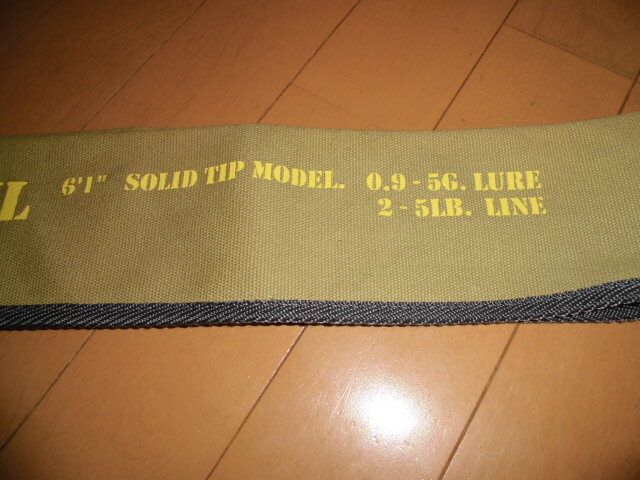 6'1" SOLID TIP MODEL. 0.9 - 5G. LURE
2 - 5LB. LINE